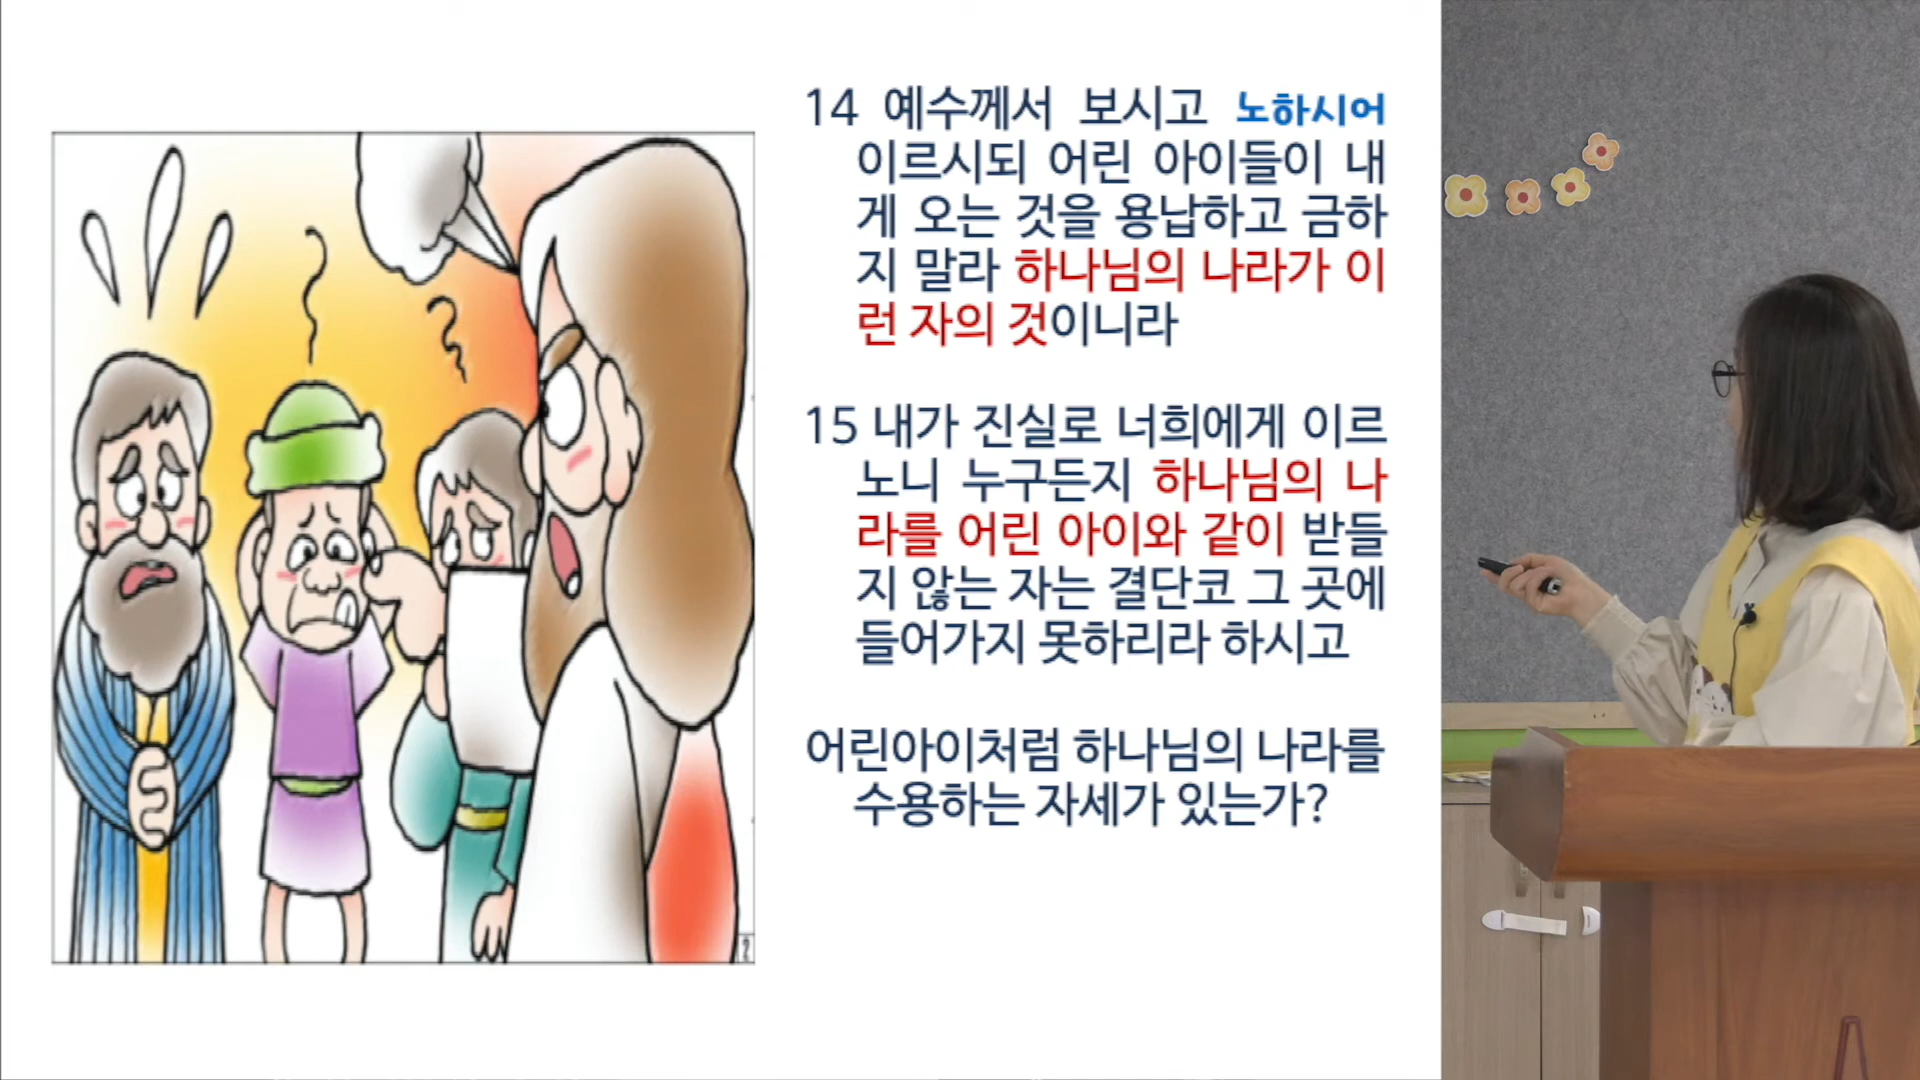 14 예수께서 보시고 노하시어
이르시되 어린 아이들이 내
게 오는 것을 용납하고 금하
지 말라 하나님의 나라가 이
런 자의 것이니라
15 내가 진실로 너희에게 이르
노니 누구든지 하나님의 나
라를 어린 아이와 같이 받들
지 않는 자는 결단코 그 곳에
들어가지 못하리라 하시고
어린아이처럼 하나님의 나라를
수용하는 자세가 있는가?
2